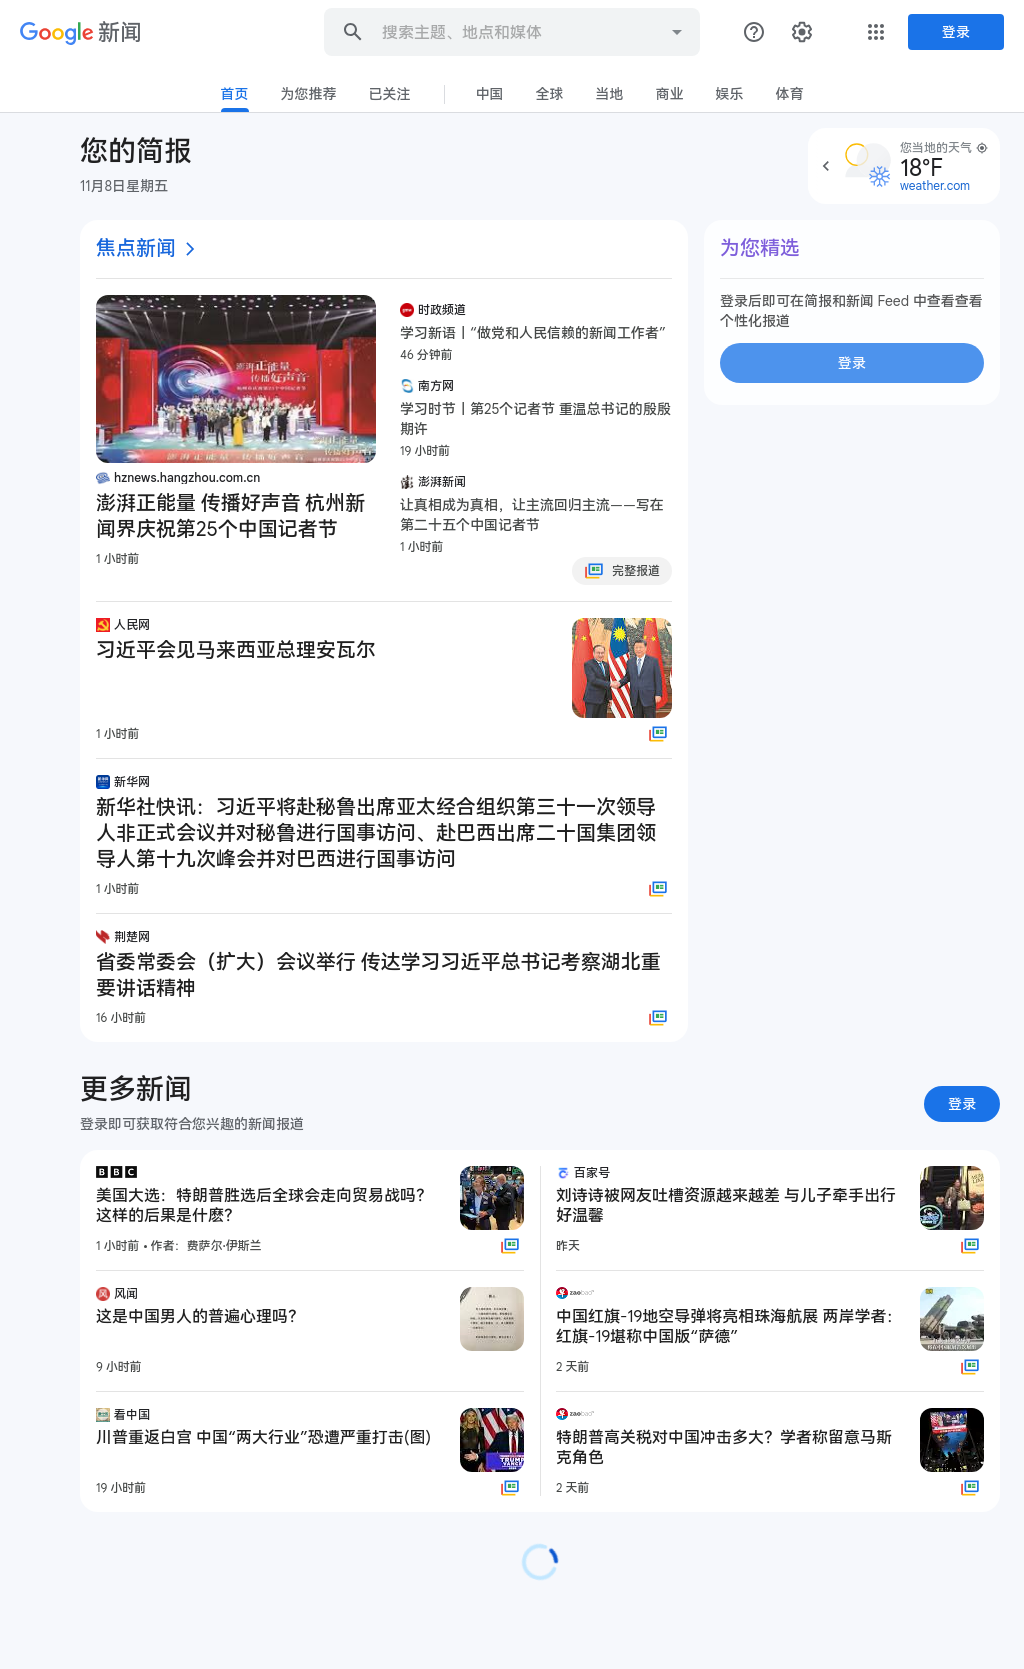 Google 新闻
搜索主题、地点和媒体
登录
首页
为您推荐
已关注
中国
全球
当地
商业
娱乐
体育
您的简报
11月8日星期五
您当地的天气
18°F
weather.com
焦点新闻
澎湃正能量
传播好声音
hznews.hangzhou.com.cn
澎湃正能量 传播好声音 杭州新
闻界庆祝第25个中国记者节
1 小时前
时政频道
学习新语丨“做党和人民信赖的新闻工作者”
46 分钟前
南方网
学习时节丨第25个记者节 重温总书记的殷殷
期许
19 小时前
澎湃新闻
让真相成为真相，让主流回归主流——写在
第二十五个中国记者节
1 小时前
完整报道
为您精选
登录后即可在简报和新闻 Feed 中查看查看
个性化报道
登录
人民网
习近平会见马来西亚总理安瓦尔
1 小时前
新华网
新华社快讯：习近平将赴秘鲁出席亚太经合组织第三十一次领导
人非正式会议并对秘鲁进行国事访问、赴巴西出席二十国集团领
导人第十九次峰会并对巴西进行国事访问
1 小时前
荆楚网
省委常委会（扩大）会议举行 传达学习习近平总书记考察湖北重
要讲话精神
16 小时前
更多新闻
登录即可获取符合您兴趣的新闻报道
登录
BBC
美国大选：特朗普胜选后全球会走向贸易战吗？
这样的后果是什麽？
1 小时前 • 作者：费萨尔·伊斯兰
风闻
这是中国男人的普遍心理吗？
9 小时前
看中国
川普重返白宫 中国“两大行业”恐遭严重打击(图)
TRUMP
VANCE
19 小时前
百家号
刘诗诗被网友吐槽资源越来越差 与儿子牵手出行
好温馨
昨天
zaobao
中国红旗-19地空导弹将亮相珠海航展 两岸学者：
红旗-19堪称中国版“萨德”
2 天前
zaobao
特朗普高关税对中国冲击多大？学者称留意马斯
克角色
2 天前